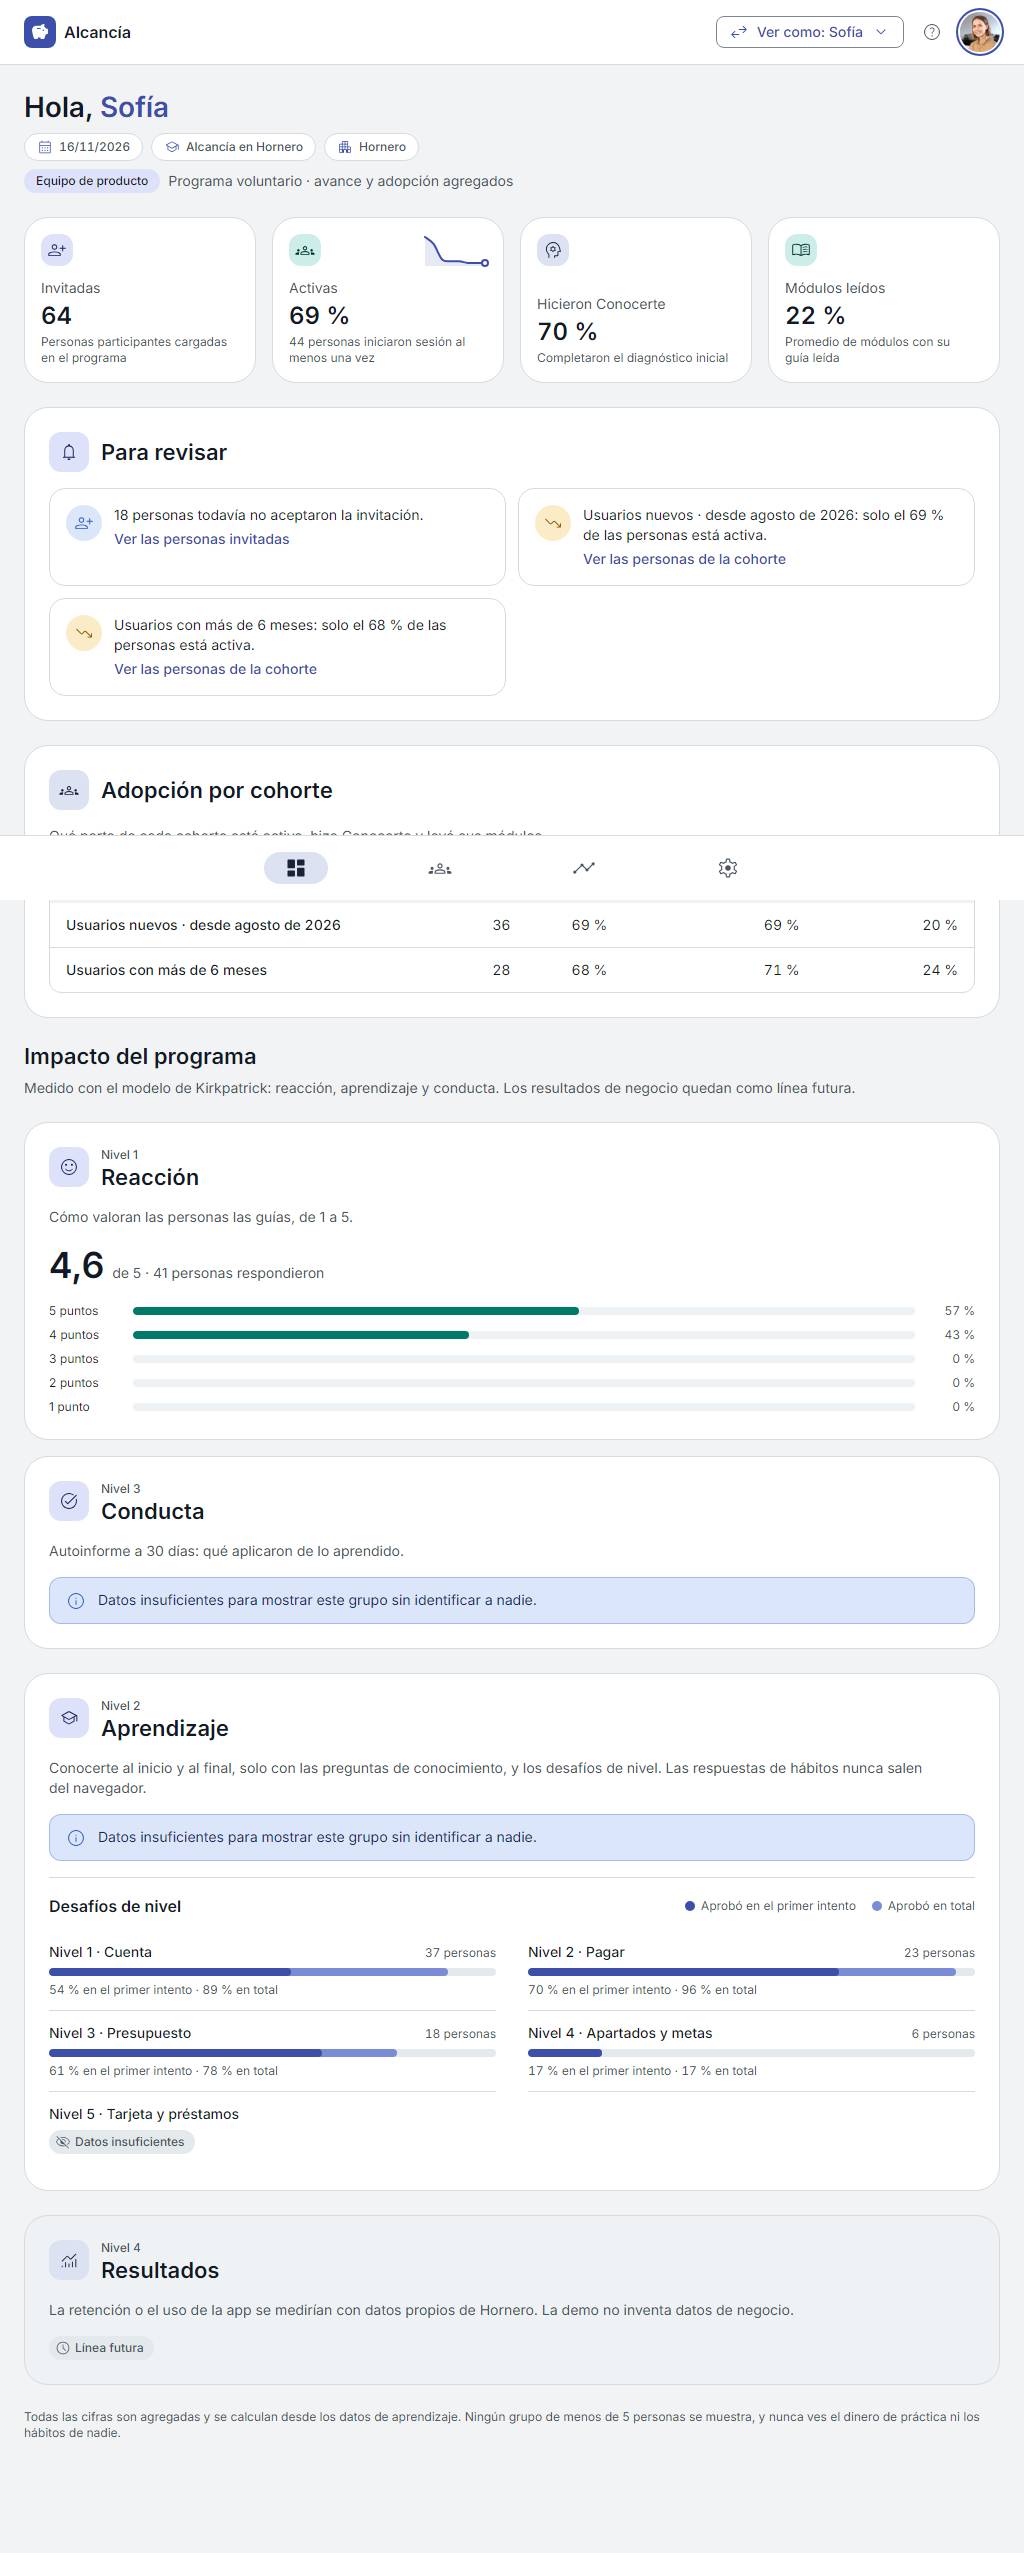 Alcancía
Ver como: Sofía
Hola, Sofía
16/11/2026
Alcancía en Hornero
Hornero
Equipo de producto
Programa voluntario · avance y adopción agregados
Invitadas
64
Personas participantes cargadas
en el programa
Activas
69 %
44 personas iniciaron sesión al
menos una vez
Hicieron Conocerte
70 %
Completaron el diagnóstico inicial
Módulos leídos
22 %
Promedio de módulos con su
guía leída
Para revisar
18 personas todavía no aceptaron la invitación.
Ver las personas invitadas
Usuarios nuevos · desde agosto de 2026: solo el 69 %
de las personas está activa.
Ver las personas de la cohorte
Usuarios con más de 6 meses: solo el 68 % de las
personas está activa.
Ver las personas de la cohorte
Adopción por cohorte
Qué parte de cada cohorte está activa, hizo Conocerte y leyó sus módulos.
Usuarios nuevos · desde agosto de 2026 36 69 % 69 % 20 %
Usuarios con más de 6 meses 28 68 % 71 % 24 %
Impacto del programa
Medido con el modelo de Kirkpatrick: reacción, aprendizaje y conducta. Los resultados de negocio quedan como línea futura.
Nivel 1
Reacción
Cómo valoran las personas las guías, de 1 a 5.
4,6 de 5 · 41 personas respondieron
5 puntos 57 %
4 puntos 43 %
3 puntos 0 %
2 puntos 0 %
1 punto 0 %
Nivel 3
Conducta
Autoinforme a 30 días: qué aplicaron de lo aprendido.
Datos insuficientes para mostrar este grupo sin identificar a nadie.
Nivel 2
Aprendizaje
Conocerte al inicio y al final, solo con las preguntas de conocimiento, y los desafíos de nivel. Las respuestas de hábitos nunca salen
del navegador.
Datos insuficientes para mostrar este grupo sin identificar a nadie.
Desafíos de nivel
Aprobó en el primer intento
Aprobó en total
Nivel 1 · Cuenta 37 personas
54 % en el primer intento · 89 % en total
Nivel 2 · Pagar 23 personas
70 % en el primer intento · 96 % en total
Nivel 3 · Presupuesto 18 personas
61 % en el primer intento · 78 % en total
Nivel 4 · Apartados y metas 6 personas
17 % en el primer intento · 17 % en total
Nivel 5 · Tarjeta y préstamos
Datos insuficientes
Nivel 4
Resultados
La retención o el uso de la app se medirían con datos propios de Hornero. La demo no inventa datos de negocio.
Línea futura
Todas las cifras son agregadas y se calculan desde los datos de aprendizaje. Ningún grupo de menos de 5 personas se muestra, y nunca ves el dinero de práctica ni los
hábitos de nadie.